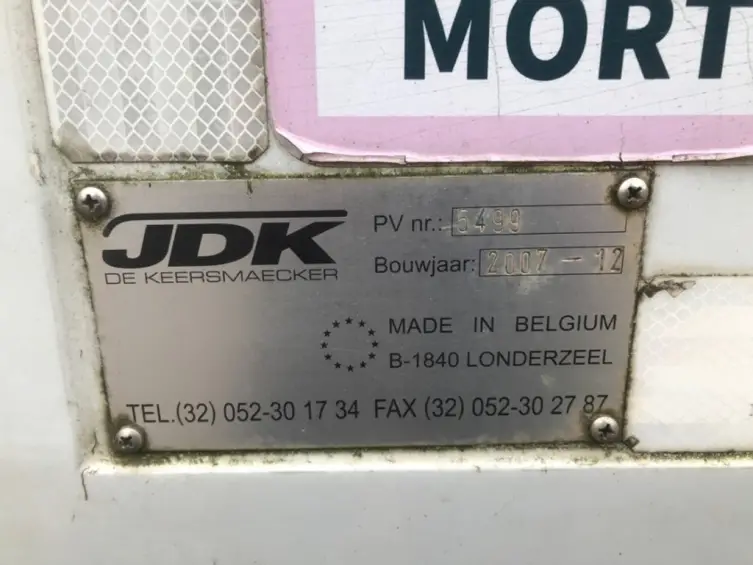 MORT
JDK
DE KEERSMAECKER
PV nr.: 5499
Bouwjaar: 2007 - 12
MADE IN BELGIUM
B-1840 LONDERZEEL
TEL.(32) 052-30 17 34 FAX (32) 052-30 27 87